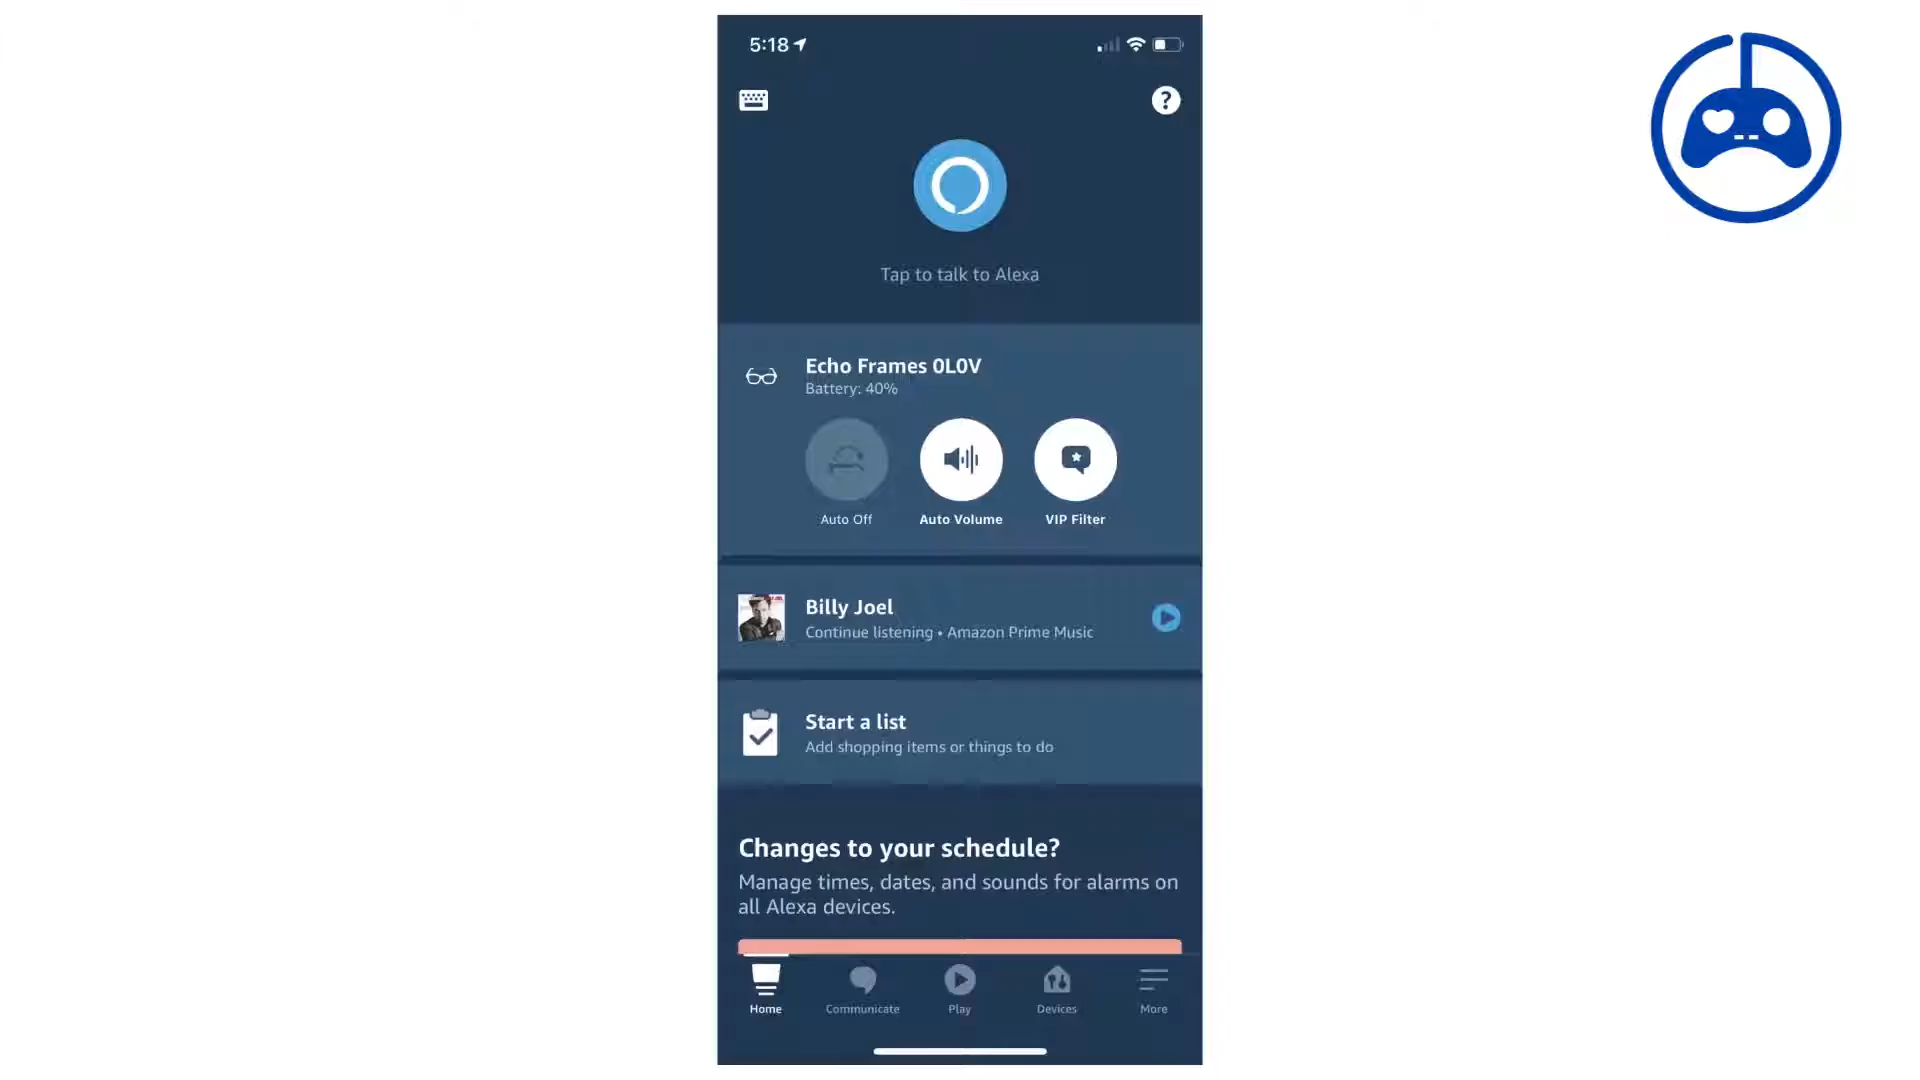 5:18
Tap to talk to Alexa
Echo Frames 0L0V
Battery: 40%
Auto Off
Auto Volume
VIP Filter
Billy Joel
Continue listening • Amazon Prime Music
Start a list
Add shopping items or things to do
Changes to your schedule?
Manage times, dates, and sounds for alarms on
all Alexa devices.
Home
Communicate
Play
Devices
More